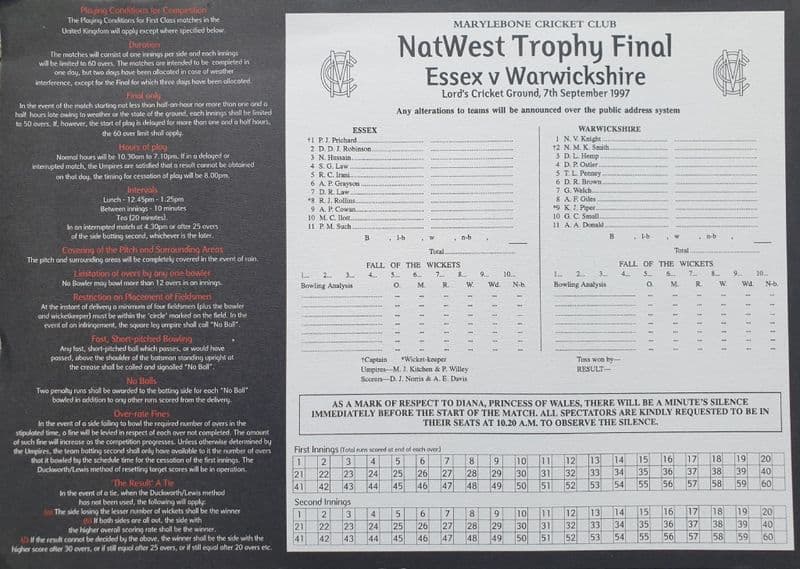 Playing Conditions for Competition
The Playing Conditions for First Class matches in the
United Kingdom will apply except where specified below.
Duration
The matches will consist of one innings per side and each innings
will be limited to 60 overs. The matches are intended to be completed in
one day, but two days have been allocated in case of weather
interference, except for the Final for which three days have been allocated.
Final only
In the event of the match starting not less than half-an-hour nor more than one and a
half hours late owing to weather or the state of the ground, each innings shall be limited
to 50 overs. If, however, the start of play is delayed for more than one and a half hours,
the 60 over limit shall apply.
Hours of play
Normal hours will be 10.30am to 7.10pm. If in a delayed or
interrupted match, the Umpires are satisfied that a result cannot be obtained
on that day, the timing for cessation of play will be 8.00pm.
Intervals
Lunch - 12.45pm - 1.25pm
Between innings - 10 minutes
Tea (20 minutes).
In an interrupted match at 4.30pm or after 25 overs
of the side batting second, whichever is the later.
Covering of the Pitch and Surrounding Areas
The pitch and surrounding areas will be completely covered in the event of rain.
Limitation of overs by any one bowler
No Bowler may bowl more than 12 overs in an innings.
Restriction on Placement of Fieldsmen
At the instant of delivery a minimum of four fieldsmen (plus the bowler
and wicketkeeper) must be within the 'circle' marked on the field. In the
event of an infringement, the square leg umpire shall call "No Ball".
Fast, Short-pitched Bowling
Any fast, short-pitched ball which passes, or would have
passed, above the shoulder of the batsman standing upright at
the crease shall be called and signalled "No Ball".
No Balls
Two penalty runs shall be awarded to the batting side for each "No Ball"
bowled in addition to any other runs scored from the delivery.
Over-rate Fines
In the event of a side failing to bowl the required number of overs in the
stipulated time, a fine will be levied in respect of each over not completed. The amount
of such fine will increase as the competition progresses. Unless otherwise determined by
the Umpires, the team batting second shall only have available to it the number of overs
that it bowled by the schedule time for the cessation of the first innings. The
Duckworth/Lewis method of resetting target scores will be in operation.
'The Result' A Tie
In the event of a tie, when the Duckworth/Lewis method
has not been used, the following will apply:
(a) The side losing the lesser number of wickets shall be the winner
(b) If both sides are all out, the side with
the higher overall scoring rate shall be the winner.
(c) If the result cannot be decided by the above, the winner shall be the side with the
higher score after 30 overs, or if still equal after 25 overs, or if still equal after 20 overs etc.
MARYLEBONE CRICKET CLUB
NatWest Trophy Final
Essex v Warwickshire
Lord's Cricket Ground, 7th September 1997
Any alterations to teams will be announced over the public address system
ESSEX
†1 P. J. Prichard
2 D. D. J. Robinson
3 N. Hussain
4 S. G. Law
5 R. C. Irani
6 A. P. Grayson
7 D. R. Law
*8 R. J. Rollins
9 A. P. Cowan
10 M. C. Ilott
11 P. M. Such
B , l-b , w , n-b ,
Total
FALL OF THE WICKETS
1... 2... 3... 4... 5... 6... 7... 8... 9... 10...
Bowling Analysis O. M. R. W. Wd. N-b.
†Captain *Wicket-keeper
Umpires—M. J. Kitchen & P. Willey
Scorers—D. J. Norris & A. E. Davis
WARWICKSHIRE
1 N. V. Knight
†2 N. M. K. Smith
3 D. L. Hemp
4 D. P. Ostler
5 T. L. Penney
6 D. R. Brown
7 G. Welch
8 A. F. Giles
*9 K. J. Piper
10 G. C. Small
11 A. A. Donald
B , l-b , w , n-b ,
Total
FALL OF THE WICKETS
1... 2... 3... 4... 5... 6... 7... 8... 9... 10...
Bowling Analysis O. M. R. W. Wd. N-b.
Toss won by—
RESULT—
AS A MARK OF RESPECT TO DIANA, PRINCESS OF WALES, THERE WILL BE A MINUTE'S SILENCE
IMMEDIATELY BEFORE THE START OF THE MATCH. ALL SPECTATORS ARE KINDLY REQUESTED TO BE IN
THEIR SEATS AT 10.20 A.M. TO OBSERVE THE SILENCE.
First Innings (Total runs scored at end of each over)
1 2 3 4 5 6 7 8 9 10 11 12 13 14 15 16 17 18 19 20
21 22 23 24 25 26 27 28 29 30 31 32 33 34 35 36 37 38 39 40
41 42 43 44 45 46 47 48 49 50 51 52 53 54 55 56 57 58 59 60
Second Innings
1 2 3 4 5 6 7 8 9 10 11 12 13 14 15 16 17 18 19 20
21 22 23 24 25 26 27 28 29 30 31 32 33 34 35 36 37 38 39 40
41 42 43 44 45 46 47 48 49 50 51 52 53 54 55 56 57 58 59 60